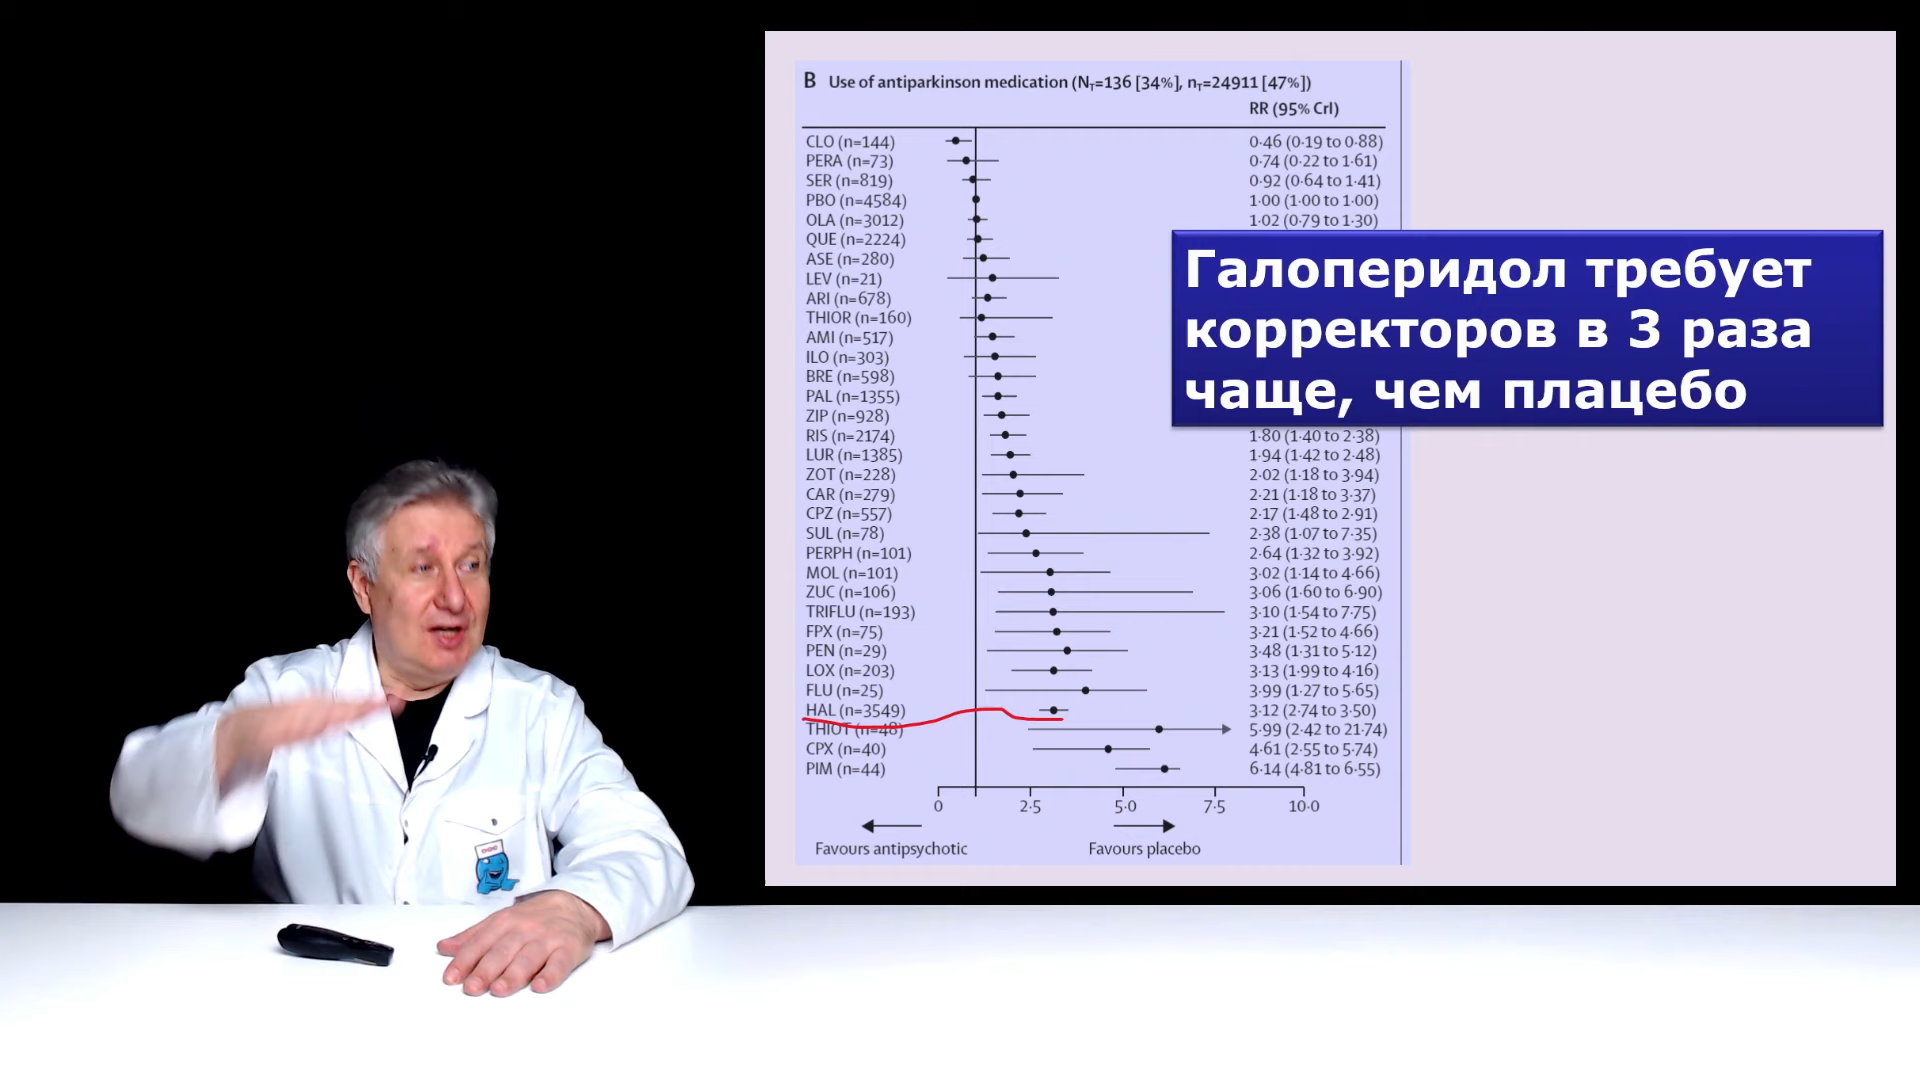 B Use of antiparkinson medication (NT=136 [34%], nT=24911 [47%])
RR (95% CrI)
CLO (n=144) 0·46 (0·19 to 0·88)
PERA (n=73) 0·74 (0·22 to 1·61)
SER (n=819) 0·92 (0·64 to 1·41)
PBO (n=4584) 1·00 (1·00 to 1·00)
OLA (n=3012) 1·02 (0·79 to 1·30)
QUE (n=2224)
ASE (n=280)
LEV (n=21)
ARI (n=678)
THIOR (n=160)
AMI (n=517)
ILO (n=303)
BRE (n=598)
PAL (n=1355)
ZIP (n=928)
Галоперидол требует
корректоров в 3 раза
чаще, чем плацебо
RIS (n=2174) 1·80 (1·40 to 2·38)
LUR (n=1385) 1·94 (1·42 to 2·48)
ZOT (n=228) 2·02 (1·18 to 3·94)
CAR (n=279) 2·21 (1·18 to 3·37)
CPZ (n=557) 2·17 (1·48 to 2·91)
SUL (n=78) 2·38 (1·07 to 7·35)
PERPH (n=101) 2·64 (1·32 to 3·92)
MOL (n=101) 3·02 (1·14 to 4·66)
ZUC (n=106) 3·06 (1·60 to 6·90)
TRIFLU (n=193) 3·10 (1·54 to 7·75)
FPX (n=75) 3·21 (1·52 to 4·66)
PEN (n=29) 3·48 (1·31 to 5·12)
LOX (n=203) 3·13 (1·99 to 4·16)
FLU (n=25) 3·99 (1·27 to 5·65)
HAL (n=3549) 3·12 (2·74 to 3·50)
THIOT (n=48) 5·99 (2·42 to 21·74)
CPX (n=40) 4·61 (2·55 to 5·74)
PIM (n=44) 6·14 (4·81 to 6·55)
0 2·5 5·0 7·5 10·0
Favours antipsychotic Favours placebo